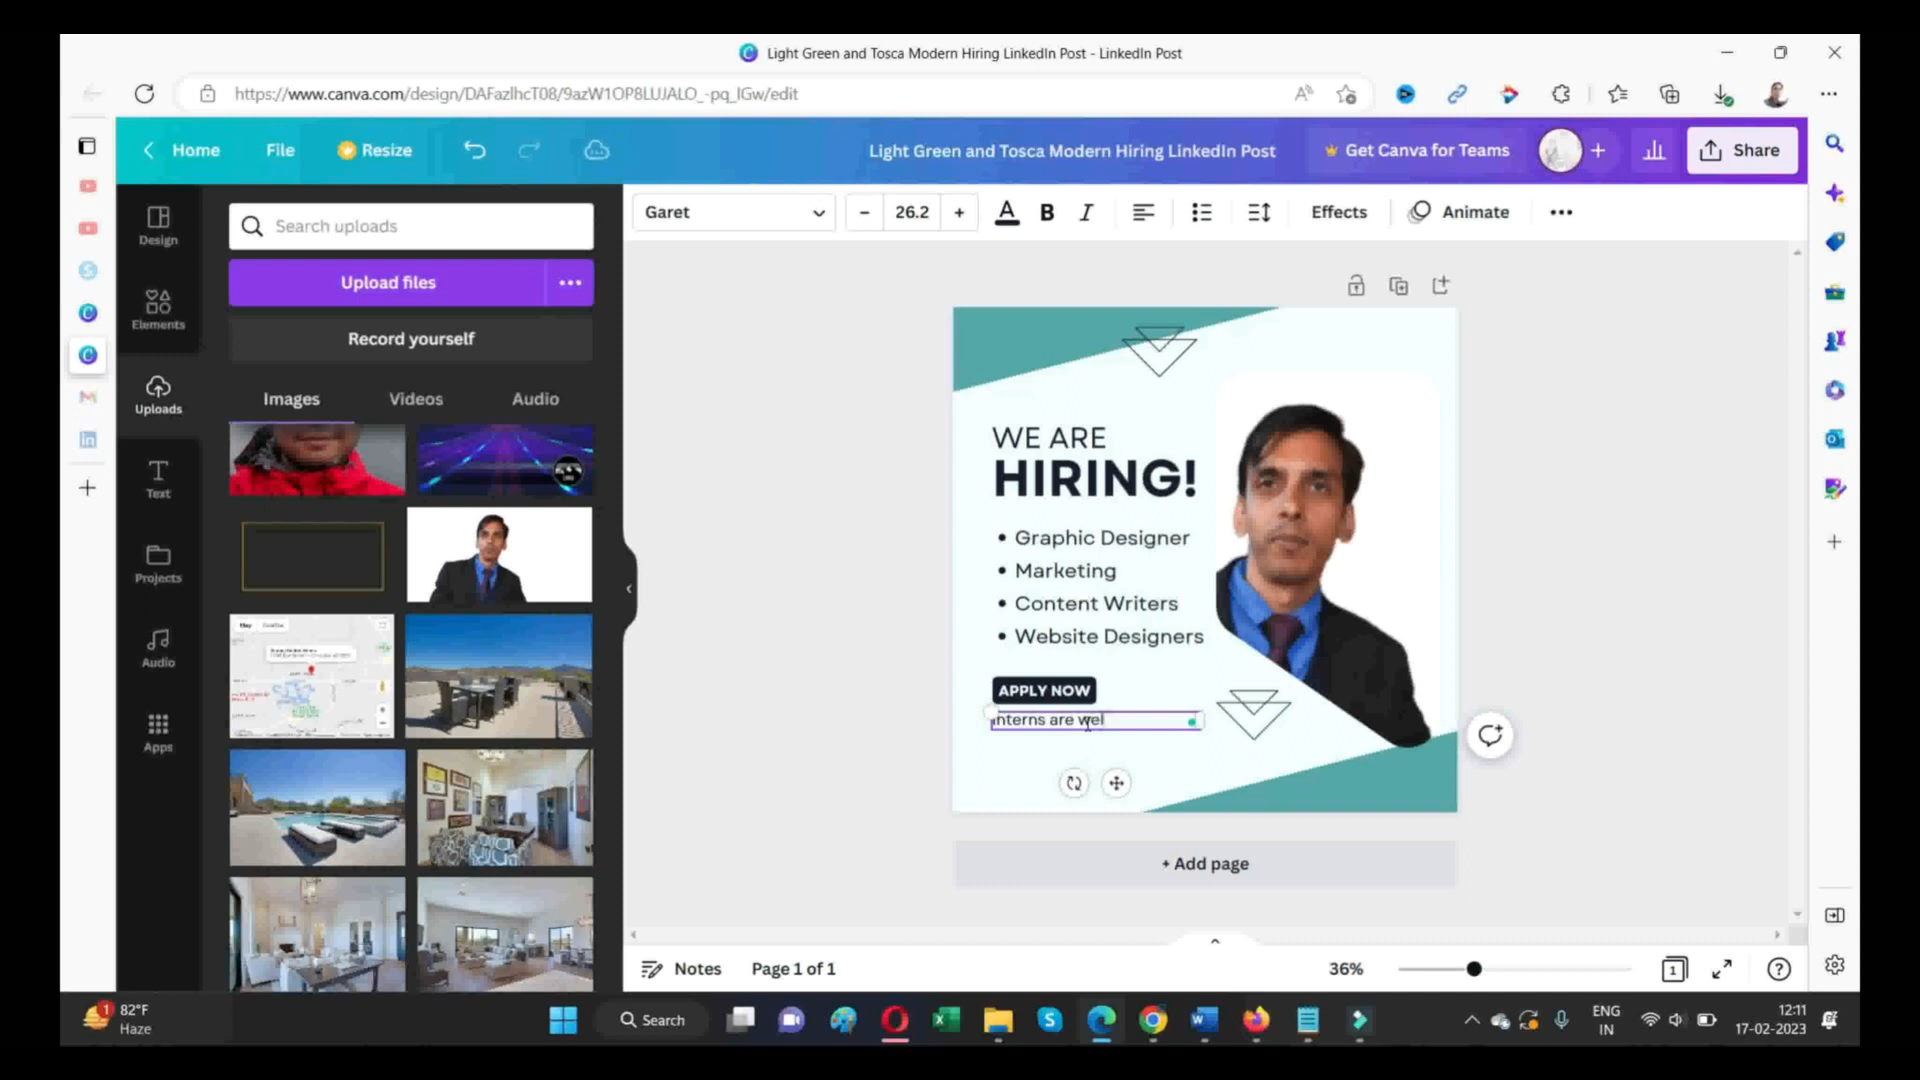 Light Green and Tosca Modern Hiring LinkedIn Post - LinkedIn Post
https://www.canva.com/design/DAFazlhcT08/9azW1OP8LUJALO_-pq_lGw/edit
Home File Resize
Light Green and Tosca Modern Hiring LinkedIn Post
Get Canva for Teams
Share
Design
Elements
Uploads
Text
Projects
Audio
Apps
Search uploads
Upload files
Record yourself
Images Videos Audio
Garet
- 26.2 +
A B I
Effects Animate
WE ARE
HIRING!
• Graphic Designer
• Marketing
• Content Writers
• Website Designers
APPLY NOW
Interns are wel
+ Add page
Notes Page 1 of 1
36%
1
1 82°F
Haze
Search
ENG
IN
12:11
17-02-2023